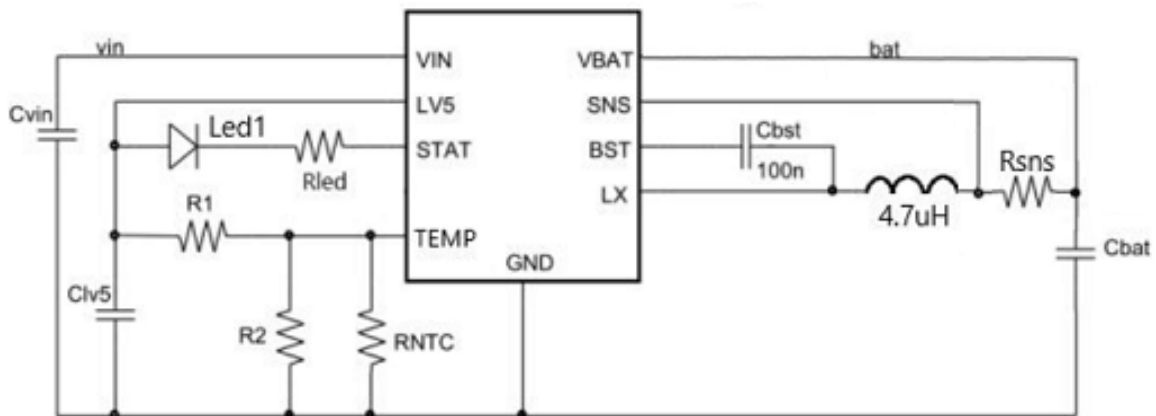 vin
VIN
VBAT
bat
Cvin
LV5
SNS
Led1
STAT
BST
Cbst
100n
Rled
LX
Rsns
R1
4.7uH
TEMP
GND
Cbat
Clv5
R2
RNTC